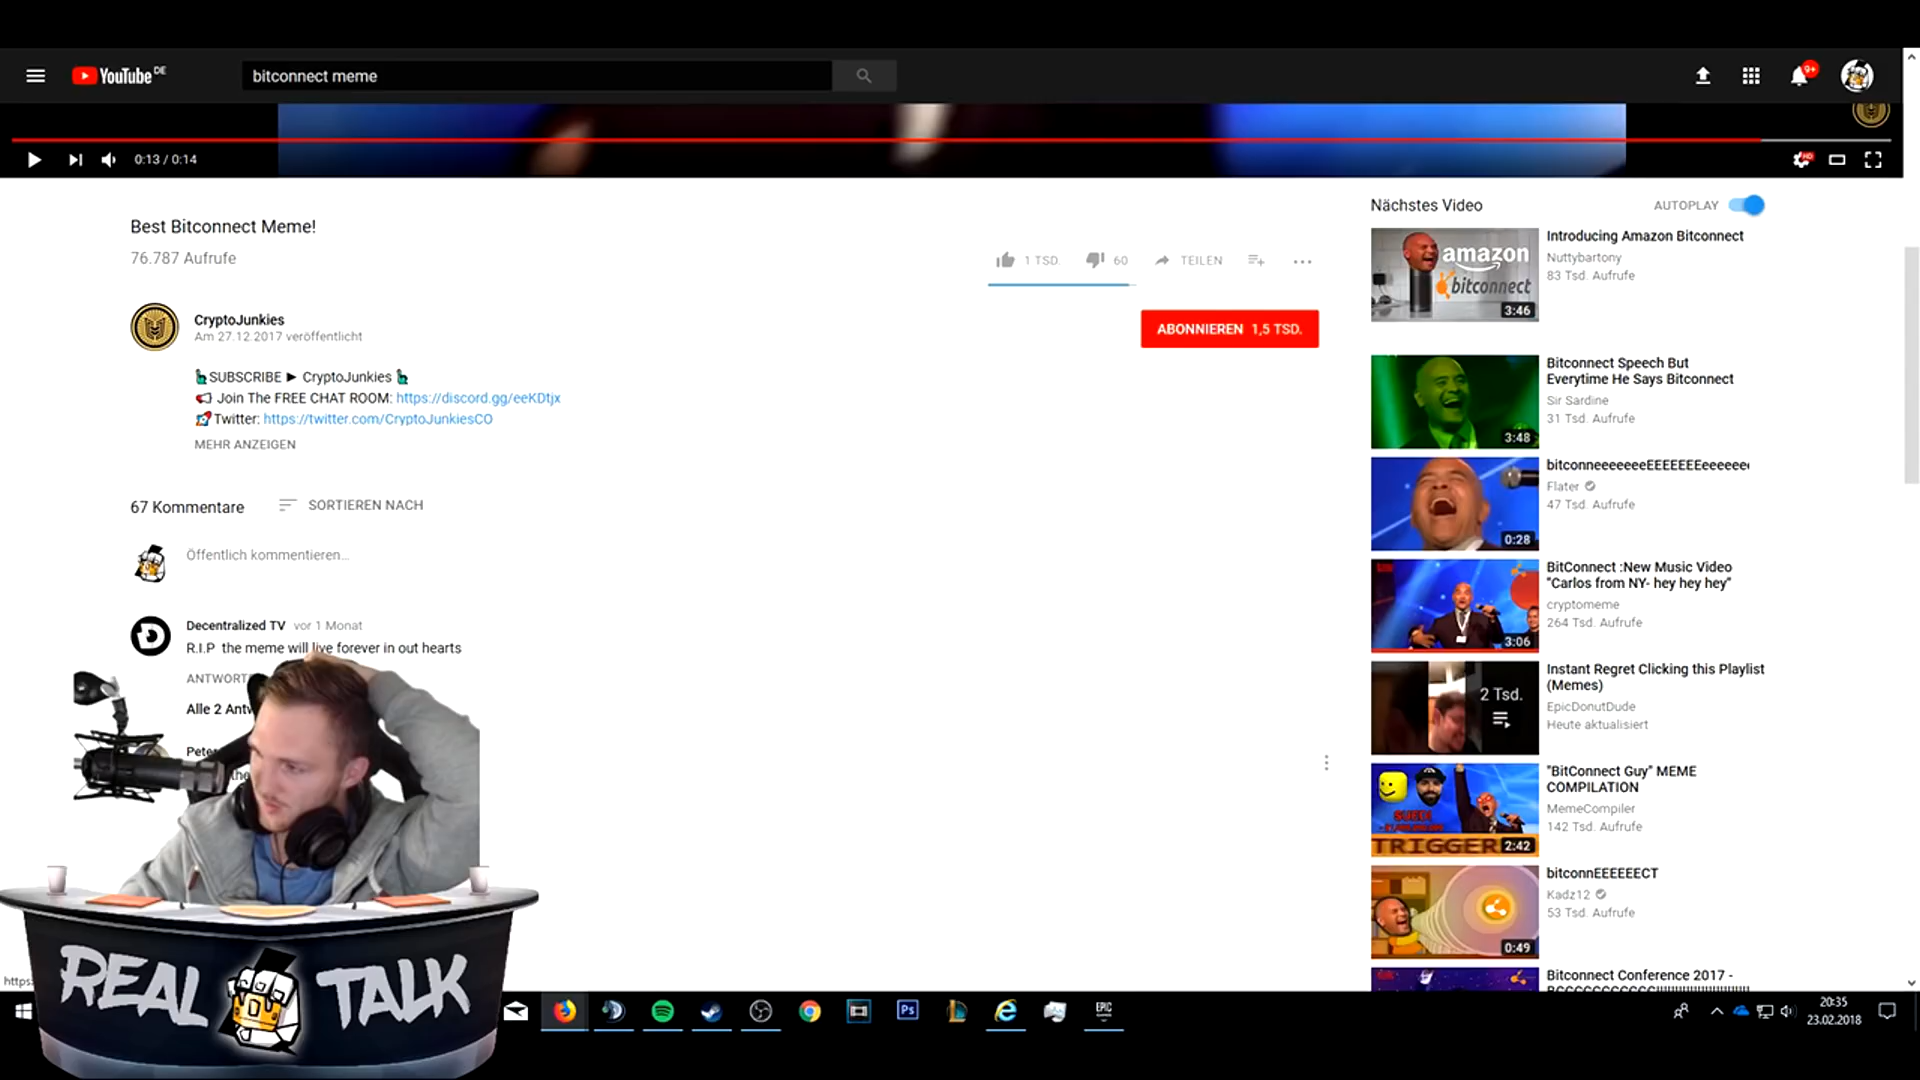 YouTube DE
bitconnect meme
9+
0:13 / 0:14
HD
Best Bitconnect Meme!
76.787 Aufrufe
1 TSD.
60
TEILEN
CryptoJunkies
Am 27.12.2017 veröffentlicht
ABONNIEREN 1,5 TSD.
SUBSCRIBE ► CryptoJunkies
Join The FREE CHAT ROOM: https://discord.gg/eeKDtjx
Twitter: https://twitter.com/CryptoJunkiesCO
MEHR ANZEIGEN
67 Kommentare
SORTIEREN NACH
Öffentlich kommentieren...
Decentralized TV vor 1 Monat
R.I.P the meme will live forever in out hearts
Alle 2
REAL TALK
Nächstes Video
AUTOPLAY
amazon
bitconnect
3:46
Introducing Amazon Bitconnect
Nuttybartony
83 Tsd. Aufrufe
3:48
Bitconnect Speech But
Everytime He Says Bitconnect
Sir Sardine
31 Tsd. Aufrufe
0:28
bitconneeeeeeeEEEEEEEeeeeeee
Flater
47 Tsd. Aufrufe
3:06
BitConnect :New Music Video
"Carlos from NY- hey hey hey"
cryptomeme
264 Tsd. Aufrufe
2 Tsd.
Instant Regret Clicking this Playlist
(Memes)
EpicDonutDude
Heute aktualisiert
TRIGGER
2:42
"BitConnect Guy" MEME
COMPILATION
MemeCompiler
142 Tsd. Aufrufe
0:49
bitconnEEEEEECT
Kadz12
53 Tsd. Aufrufe
Bitconnect Conference 2017 -
https:
Ps
EPIC
20:35
23.02.2018